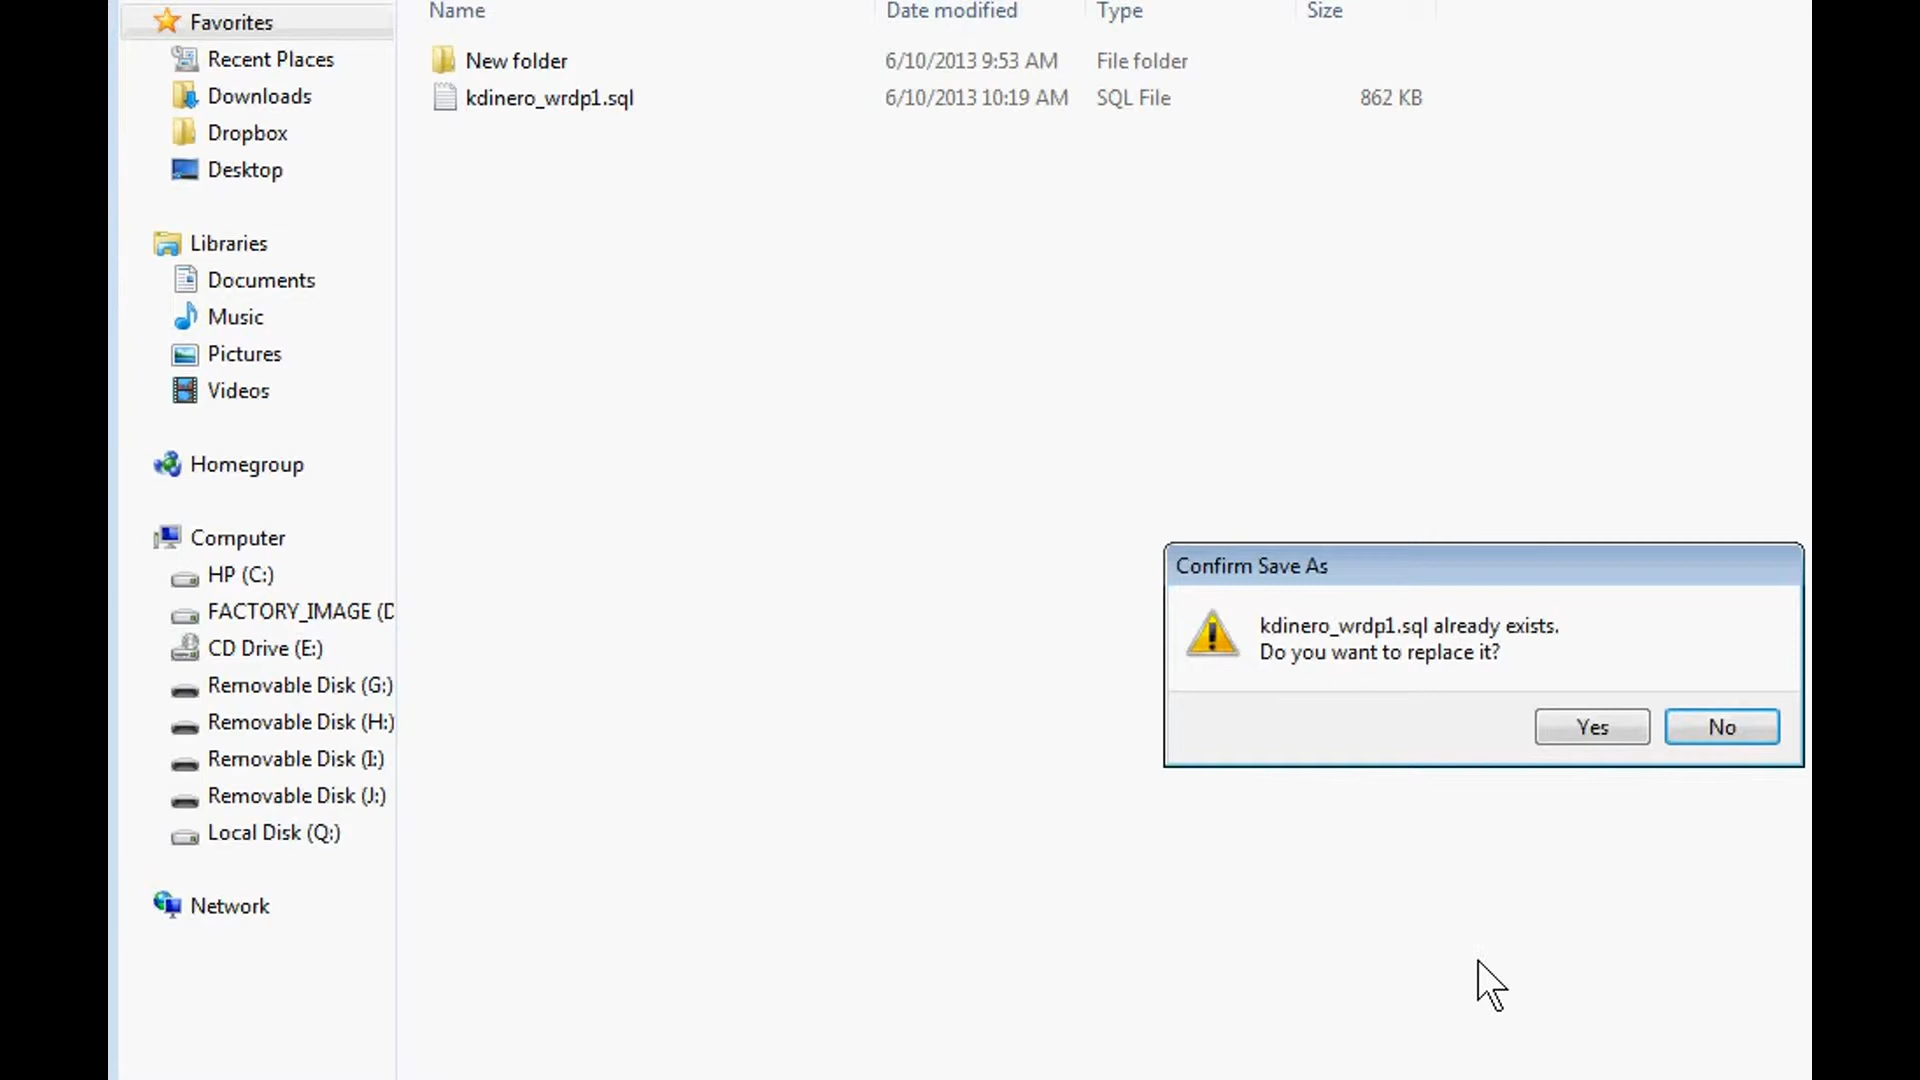 Favorites
Recent Places
Downloads
Dropbox
Desktop
Libraries
Documents
Music
Pictures
Videos
Homegroup
Computer
HP (C:)
FACTORY_IMAGE (D
CD Drive (E:)
Removable Disk (G:)
Removable Disk (H:)
Removable Disk (I:)
Removable Disk (J:)
Local Disk (Q:)
Network
Name Date modified Type Size
New folder 6/10/2013 9:53 AM File folder
kdinero_wrdp1.sql 6/10/2013 10:19 AM SQL File 862 KB
Confirm Save As
kdinero_wrdp1.sql already exists.
Do you want to replace it?
Yes No